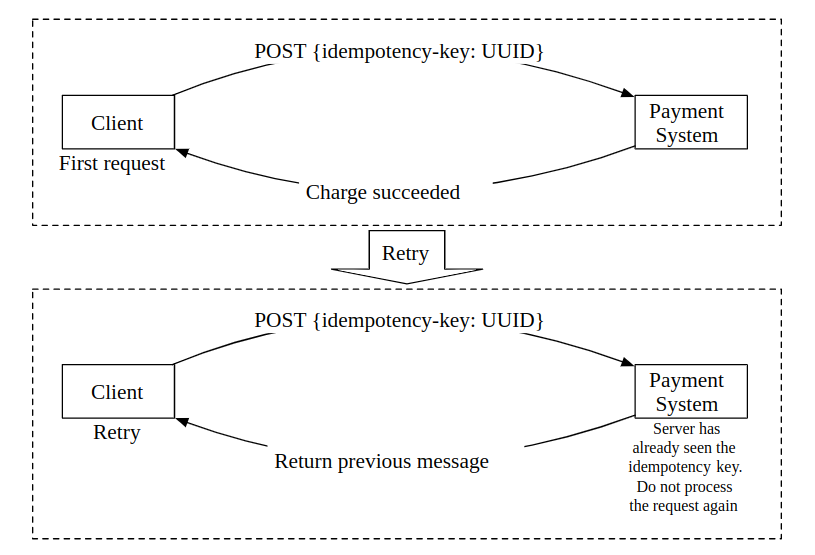 POST {idempotency-key: UUID}
Client
Payment
System
First request
Charge succeeded
Retry
POST {idempotency-key: UUID}
Client
Payment
System
Retry
Return previous message
Server has
already seen the
idempotency key.
Do not process
the request again